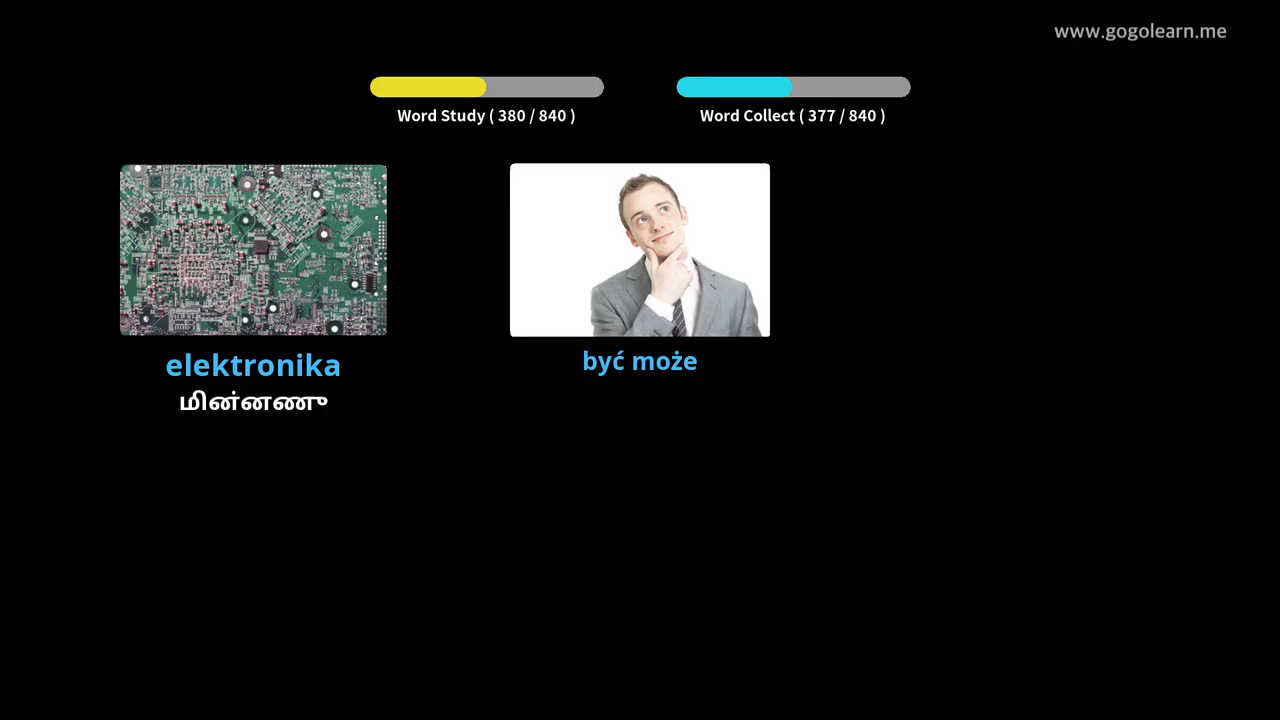 www.gogolearn.me
Word Study ( 380 / 840 )
Word Collect ( 377 / 840 )
elektronika
மின்னணு
być może